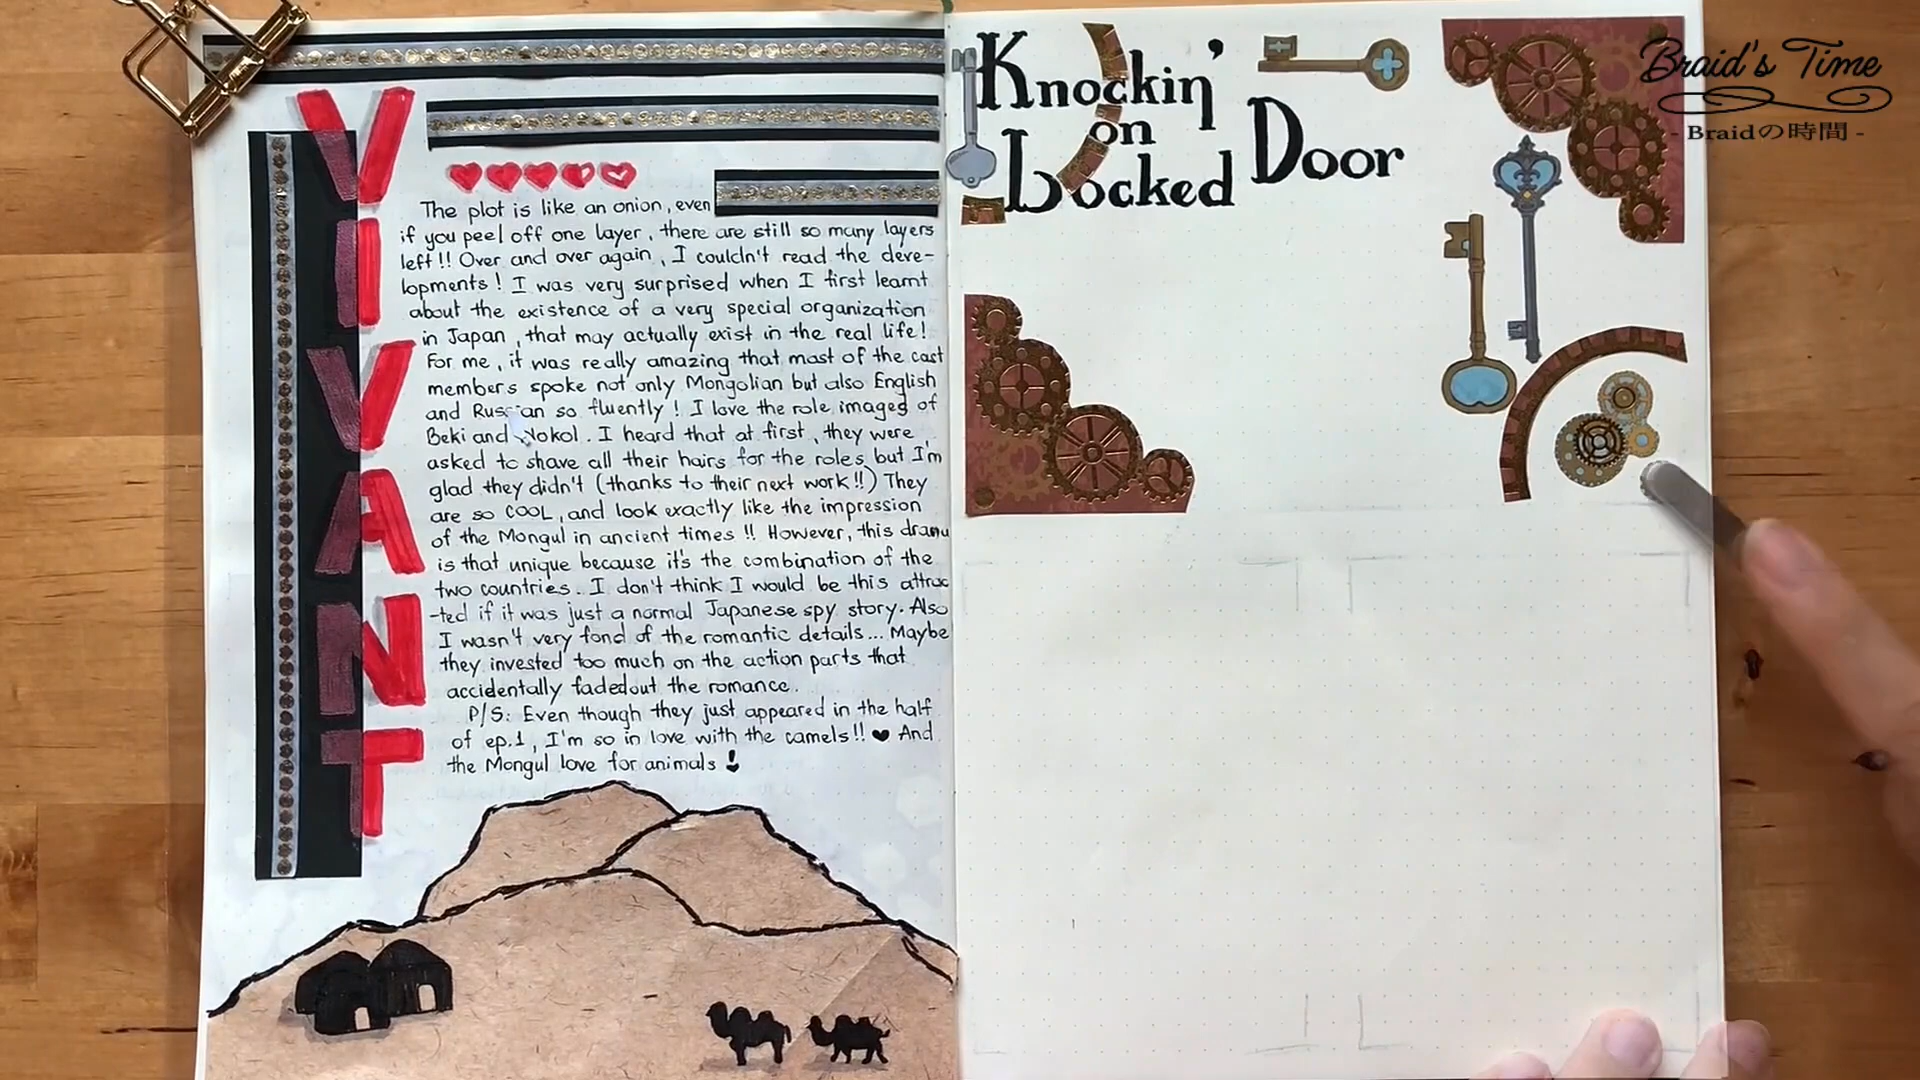 VIVANT
The plot is like an onion, even
if you peel off one layer, there are still so many layers
left!! Over and over again, I couldn't read the deve-
lopments! I was very surprised when I first learnt
about the existence of a very special organization
in Japan, that may actually exist in the real life!
For me, it was really amazing that most of the cast
members spoke not only Mongolian but also English
and Russian so fluently! I love the role images of
Beki and Nokol. I heard that at first, they were
asked to shave all their hairs for the roles but I'm
glad they didn't (thanks to their next work!!) They
are so COOL, and look exactly like the impression
of the Mongul in ancient times!! However, this drama
is that unique because it's the combination of the
two countries. I don't think I would be this attrac
-ted if it was just a normal Japanese spy story. Also
I wasn't very fond of the romantic details... Maybe
they invested too much on the action parts that
accidentally fadedout the romance.
P/S: Even though they just appeared in the half
of ep.1, I'm so in love with the camels!! ♥ And
the Mongul love for animals !
Knockin'
on
Locked Door
Braid's Time
- Braidの時間 -